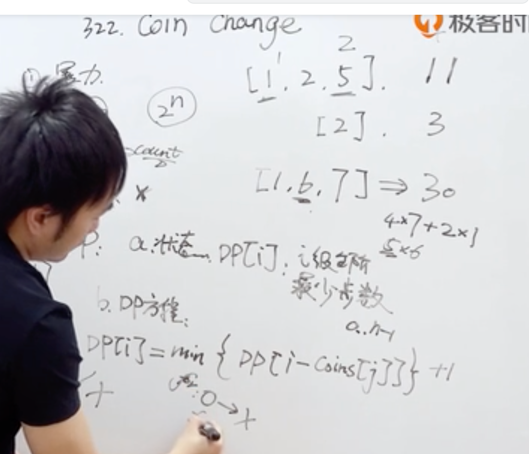 322. Coin Change
极客时
① 暴力
[1, 2, 5]. 11
2
2ⁿ
[2]. 3
count
x
[1, 6, 7] ⇒ 30
4*7+2*1
5*6
P: a. 状态 DP[i]: i级台阶
最少步数
b. DP方程:
0..n-1
DP[i] = min { DP[i-coins[j]] } +1
0→x